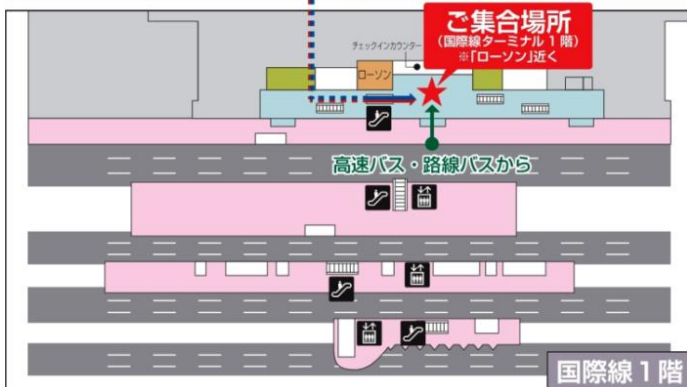 ご集合場所
(国際線ターミナル1階)
※「ローソン」近く
チェックインカウンター
ローソン
高速バス・路線バスから
国際線1階